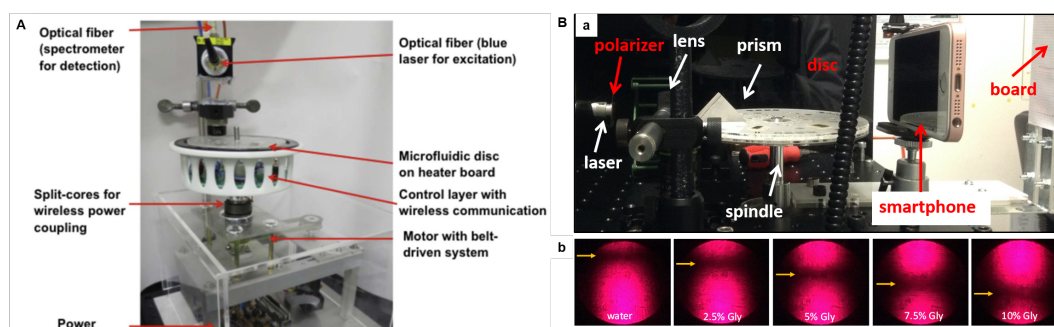 A
Optical fiber
(spectrometer
for detection)
Optical fiber (blue
laser for excitation)
Microfluidic disc
on heater board
Split-cores for
wireless power
coupling
Control layer with
wireless communication
Motor with belt-
driven system
Power
B
a
polarizer
lens
prism
disc
board
laser
spindle
smartphone
b
water
2.5% Gly
5% Gly
7.5% Gly
10% Gly